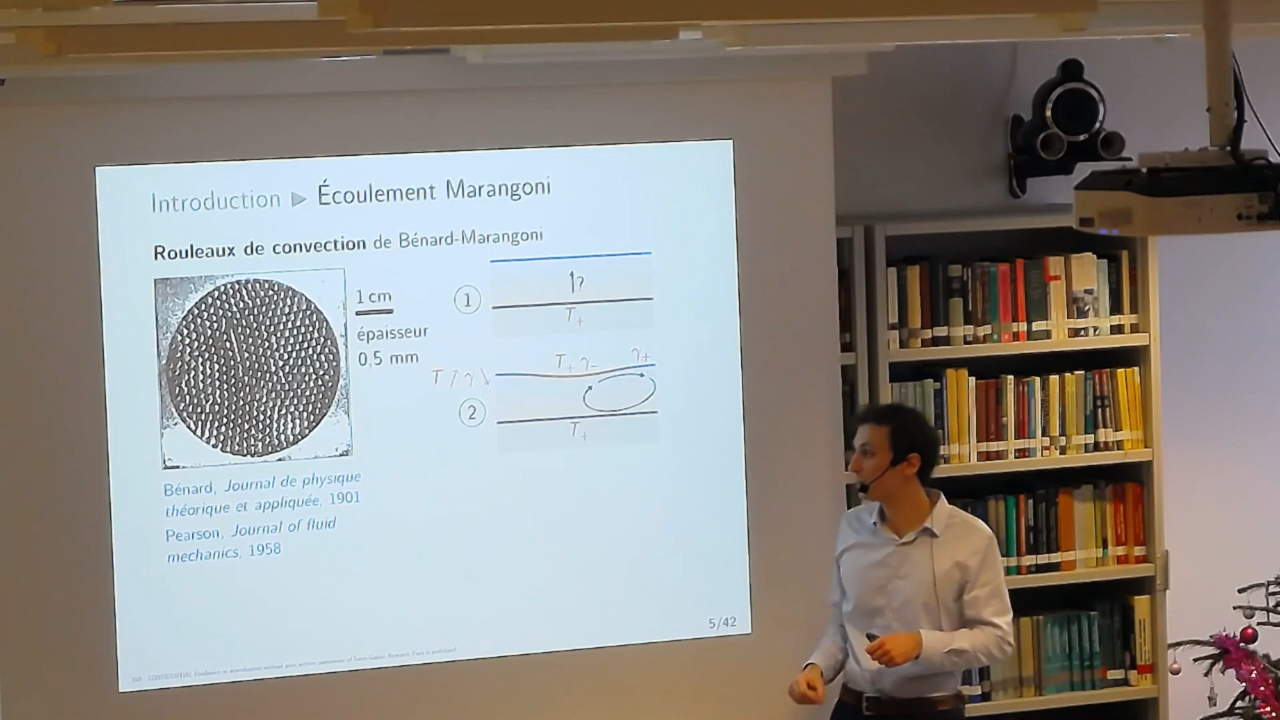 Introduction ▶ Écoulement Marangoni
Rouleaux de convection de Bénard-Marangoni
1 cm
épaisseur
0,5 mm
1
↑?
T₊
T₊ γ₋
γ₊
T ↗ γ ↘
2
T₊
Bénard, Journal de physique
théorique et appliquée, 1901
Pearson, Journal of fluid
mechanics, 1958
5/42
CONFIDENTIAL